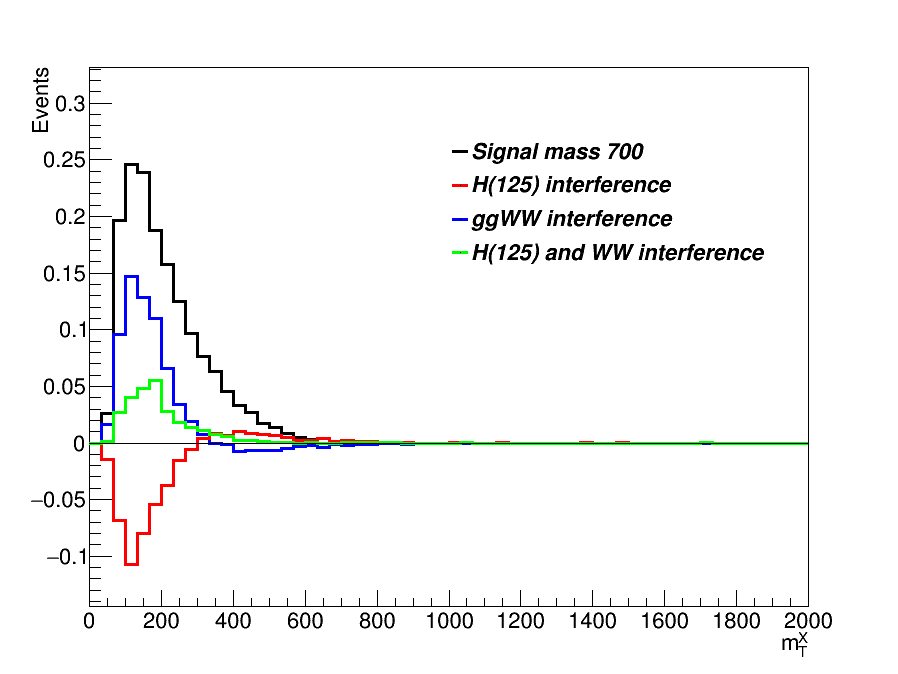 Events
0.3
0.25
0.2
0.15
0.1
0.05
0
−0.05
−0.1
Signal mass 700
H(125) interference
ggWW interference
H(125) and WW interference
0 200 400 600 800 1000 1200 1400 1600 1800 2000
m_T^X